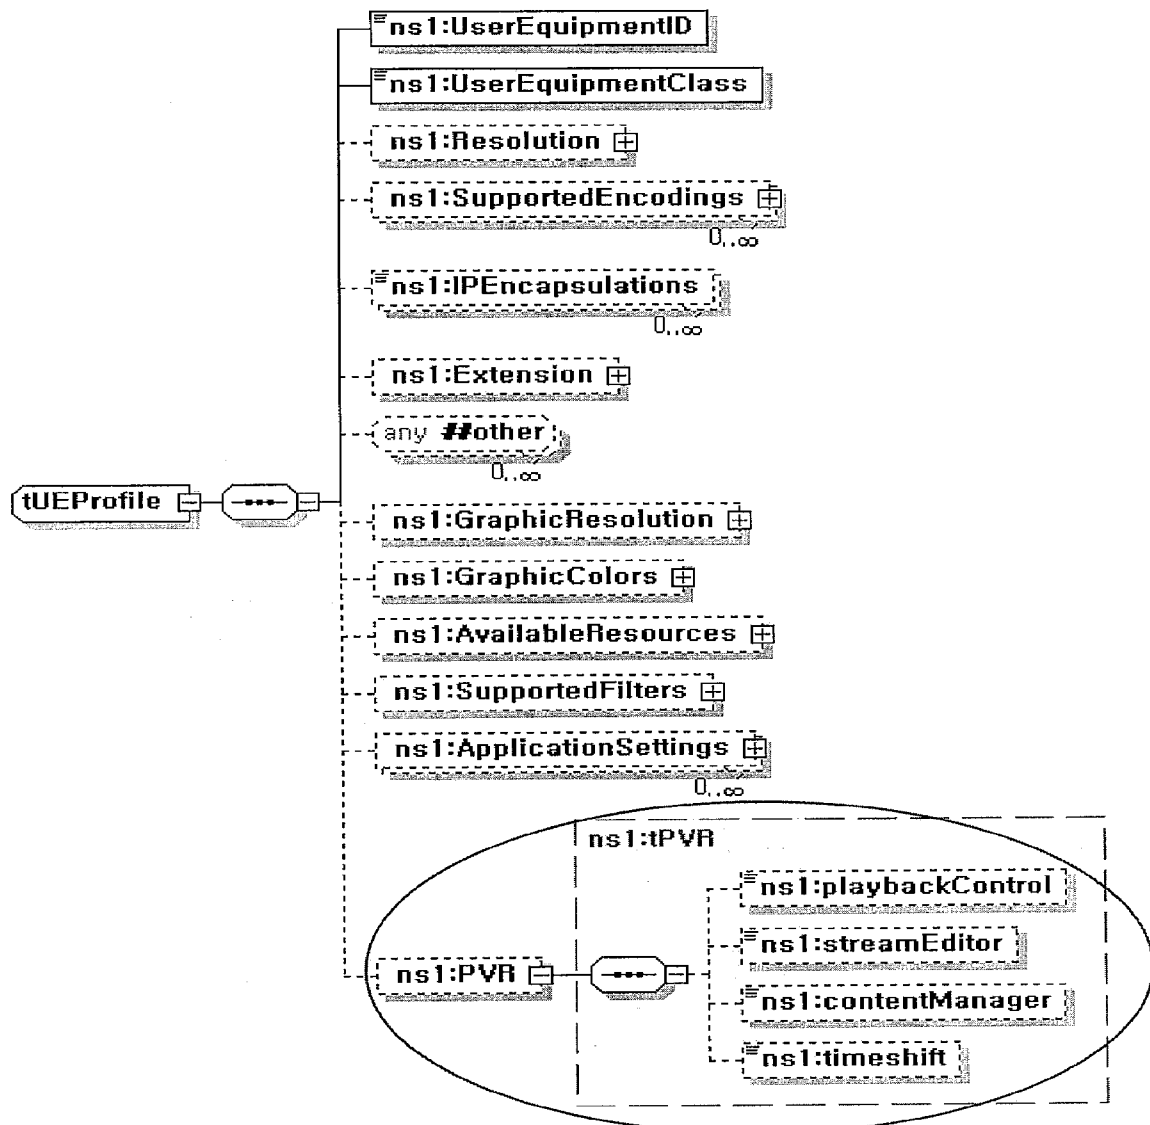 ns1:UserEquipmentID
ns1:UserEquipmentClass
ns1:Resolution
ns1:SupportedEncodings
0..∞
ns1:IPEncapsulations
0..∞
ns1:Extension
any ##other
0..∞
tUEProfile
ns1:GraphicResolution
ns1:GraphicColors
ns1:AvailableResources
ns1:SupportedFilters
ns1:ApplicationSettings
0..∞
ns1:tPVR
ns1:playbackControl
ns1:streamEditor
ns1:PVR
ns1:contentManager
ns1:timeshift